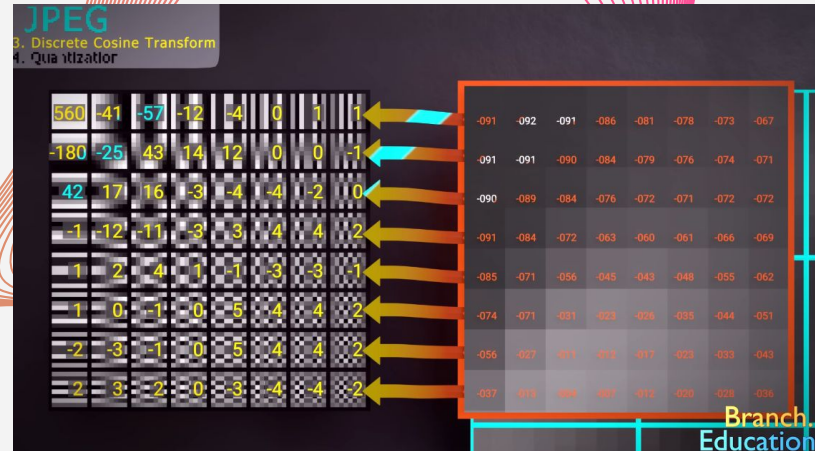 JPEG
3. Discrete Cosine Transform
4. Quantization
560 -41 -57 -12 -4 0 1 1
-180 -25 43 14 12 0 0 -1
42 17 16 -3 -4 -4 -2 0
-1 -12 -11 -3 3 4 4 2
1 2 4 1 -1 -3 -3 -1
1 0 -1 0 5 4 4 2
-2 -3 -1 0 5 4 4 2
2 3 2 0 -3 -4 -4 -2
-091 -092 -091 -086 -081 -078 -073 -067
-091 -091 -090 -084 -079 -076 -074 -071
-090 -089 -084 -076 -072 -071 -072 -072
-091 -084 -072 -063 -060 -061 -066 -069
-085 -071 -056 -045 -043 -048 -055 -062
-074 -071 -031 -023 -026 -035 -044 -051
-056 -027 -017 -023 -033 -043
-037 -012 -020 -028 -036
Branch.
Education